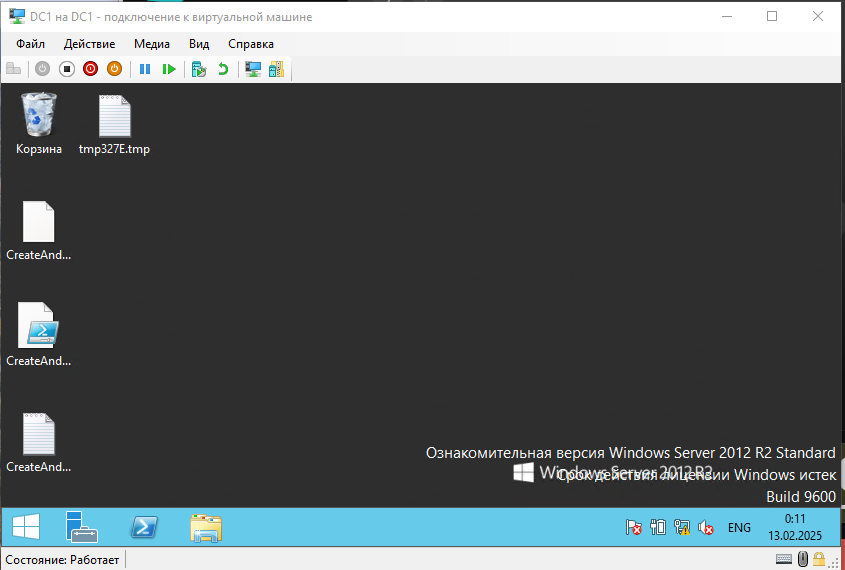 DC1 на DC1 - подключение к виртуальной машине
Файл Действие Медиа Вид Справка
Корзина
tmp327E.tmp
CreateAnd...
CreateAnd...
CreateAnd...
Ознакомительная версия Windows Server 2012 R2 Standard
Windows Server 2012 R2
Срок действия лицензии Windows истек
Build 9600
ENG
0:11
13.02.2025
Состояние: Работает